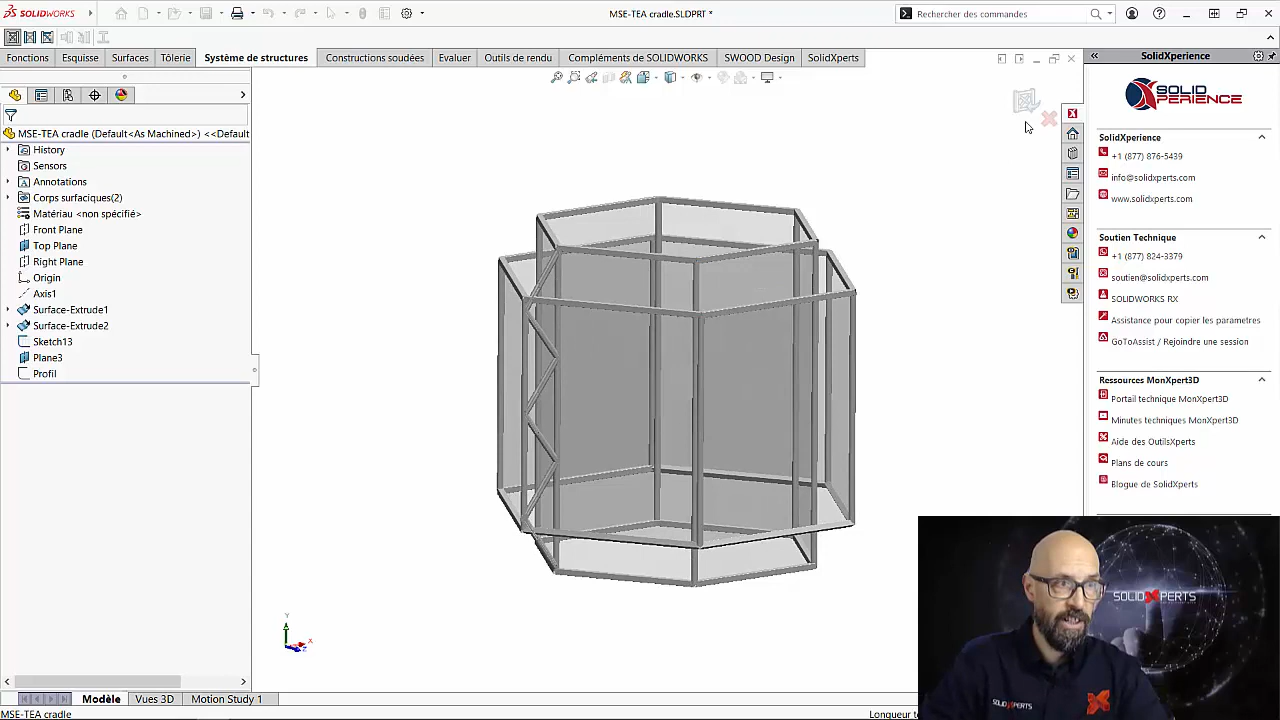 SOLIDWORKS
MSE-TEA cradle.SLDPRT *
Rechercher des commandes
Fonctions
Esquisse
Surfaces
Tôlerie
Système de structures
Constructions soudées
Evaluer
Outils de rendu
Compléments de SOLIDWORKS
SWOOD Design
SolidXperts
MSE-TEA cradle (Default<As Machined>) <<Default
History
Sensors
Annotations
Corps surfaciques(2)
Matériau <non spécifié>
Front Plane
Top Plane
Right Plane
Origin
Axis1
Surface-Extrude1
Surface-Extrude2
Sketch13
Plane3
Profil
Y
X
Z
SolidXperience
SOLID
XPERIENCE
SolidXperience
+1 (877) 876-5439
info@solidxperts.com
www.solidxperts.com
Soutien Technique
+1 (877) 824-3379
soutien@solidxperts.com
SOLIDWORKS RX
Assistance pour copier les parametres
GoToAssist / Rejoindre une session
Ressources MonXpert3D
Portail technique MonXpert3D
Minutes techniques MonXpert3D
Aide des OutilsXperts
Plans de cours
Blogue de SolidXperts
SOLIDXPERTS
SOLIDXPERTS
Modèle
Vues 3D
Motion Study 1
MSE-TEA cradle
Longueur